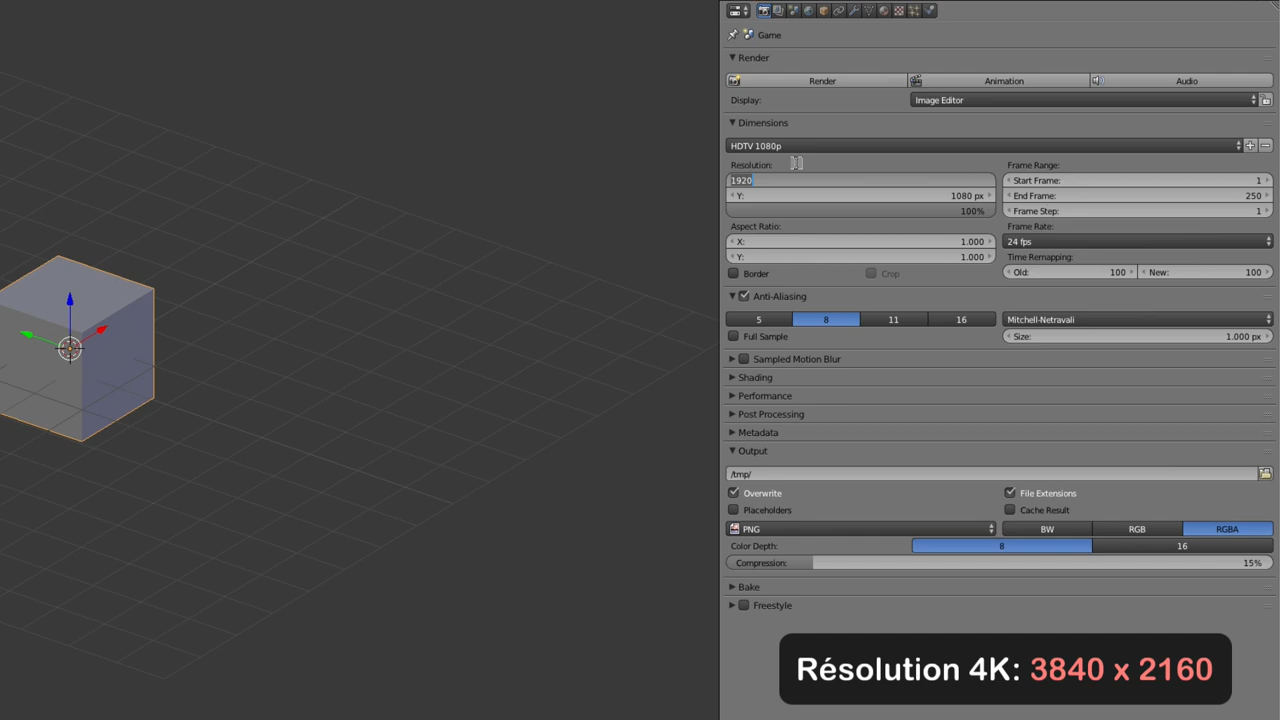 Game
Render
Render Animation Audio
Display: Image Editor
Dimensions
HDTV 1080p
Resolution: Frame Range:
1920 Start Frame: 1
Y: 1080 px End Frame: 250
100% Frame Step: 1
Aspect Ratio: Frame Rate:
X: 1.000 24 fps
Y: 1.000 Time Remapping:
Border Crop Old: 100 New: 100
Anti-Aliasing
5 8 11 16 Mitchell-Netravali
Full Sample Size: 1.000 px
Sampled Motion Blur
Shading
Performance
Post Processing
Metadata
Output
/tmp/
Overwrite File Extensions
Placeholders Cache Result
PNG BW RGB RGBA
Color Depth: 8 16
Compression: 15%
Bake
Freestyle
Résolution 4K: 3840 x 2160